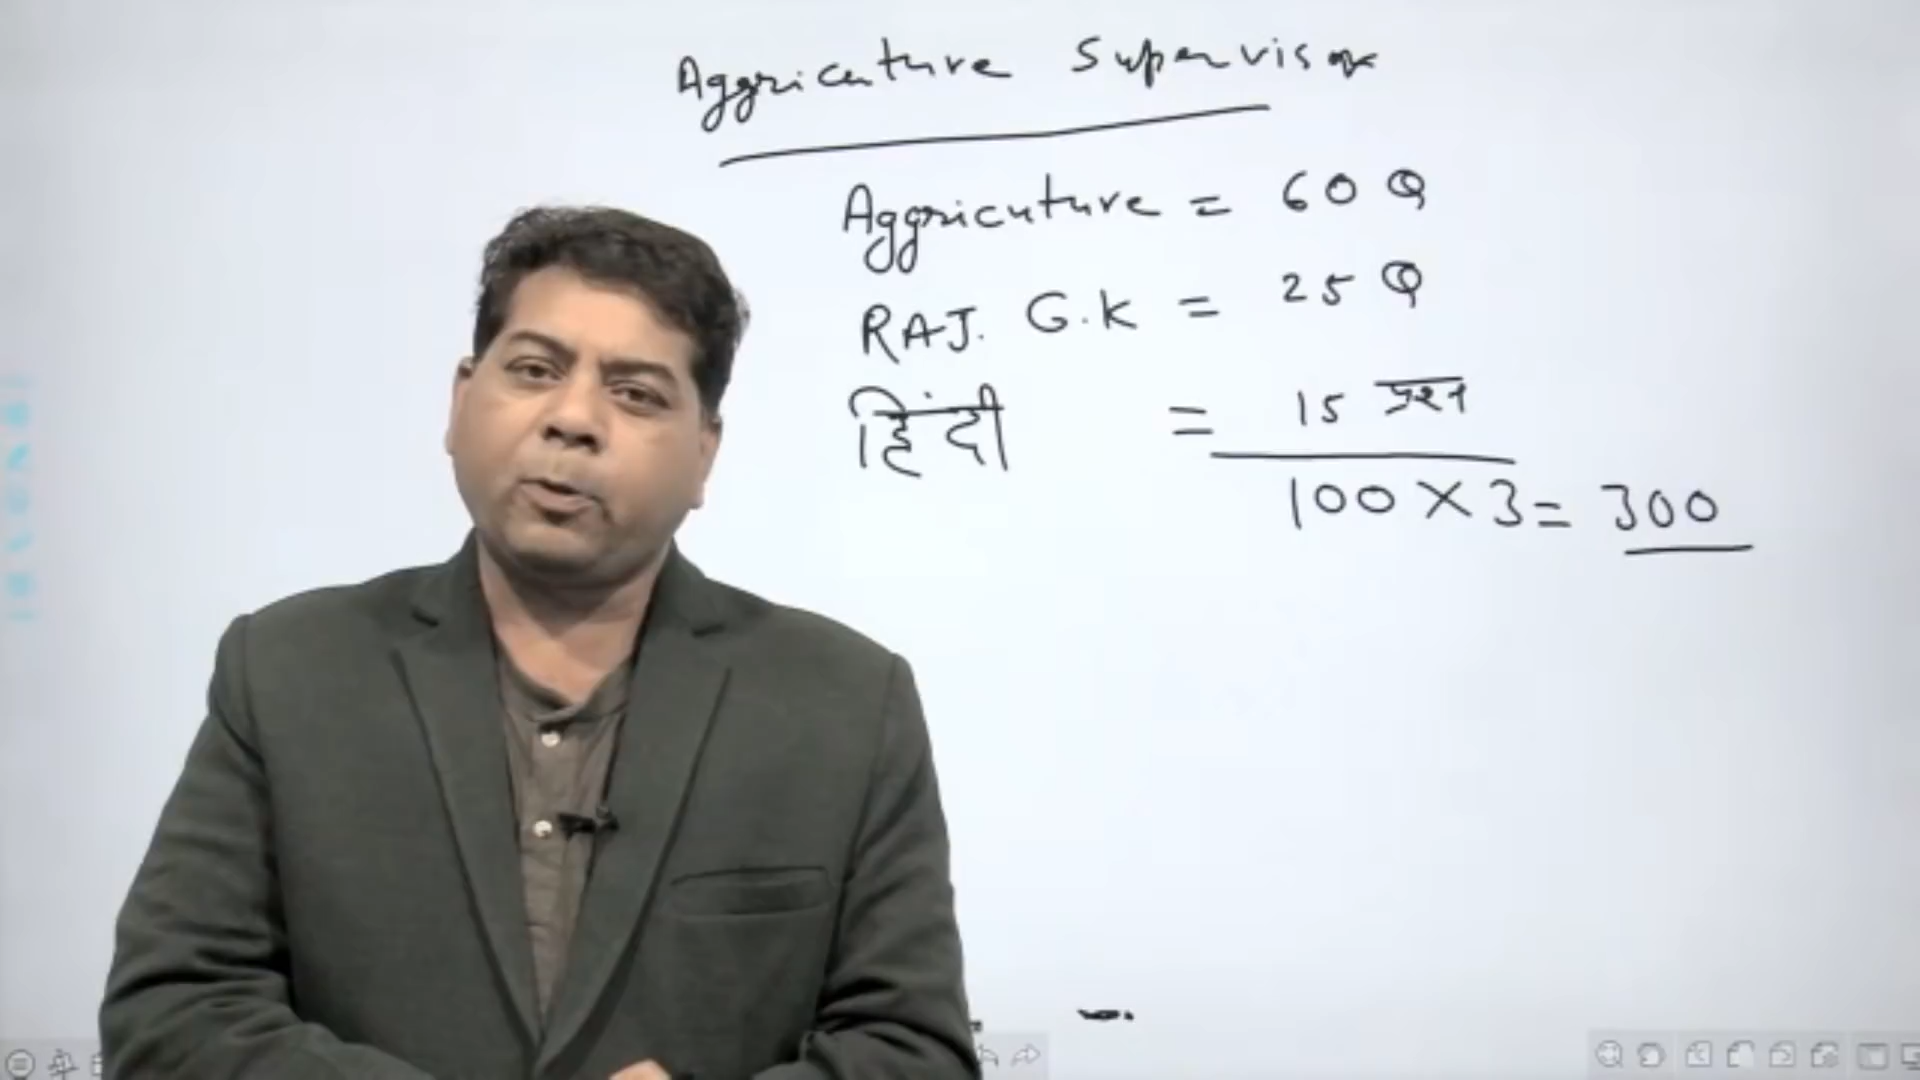 Aggricuture Supervisor
Aggricuture = 60 Q
RAJ. G.K = 25 Q
हिंदी = 15 प्रश्न
100 X 3 = 300